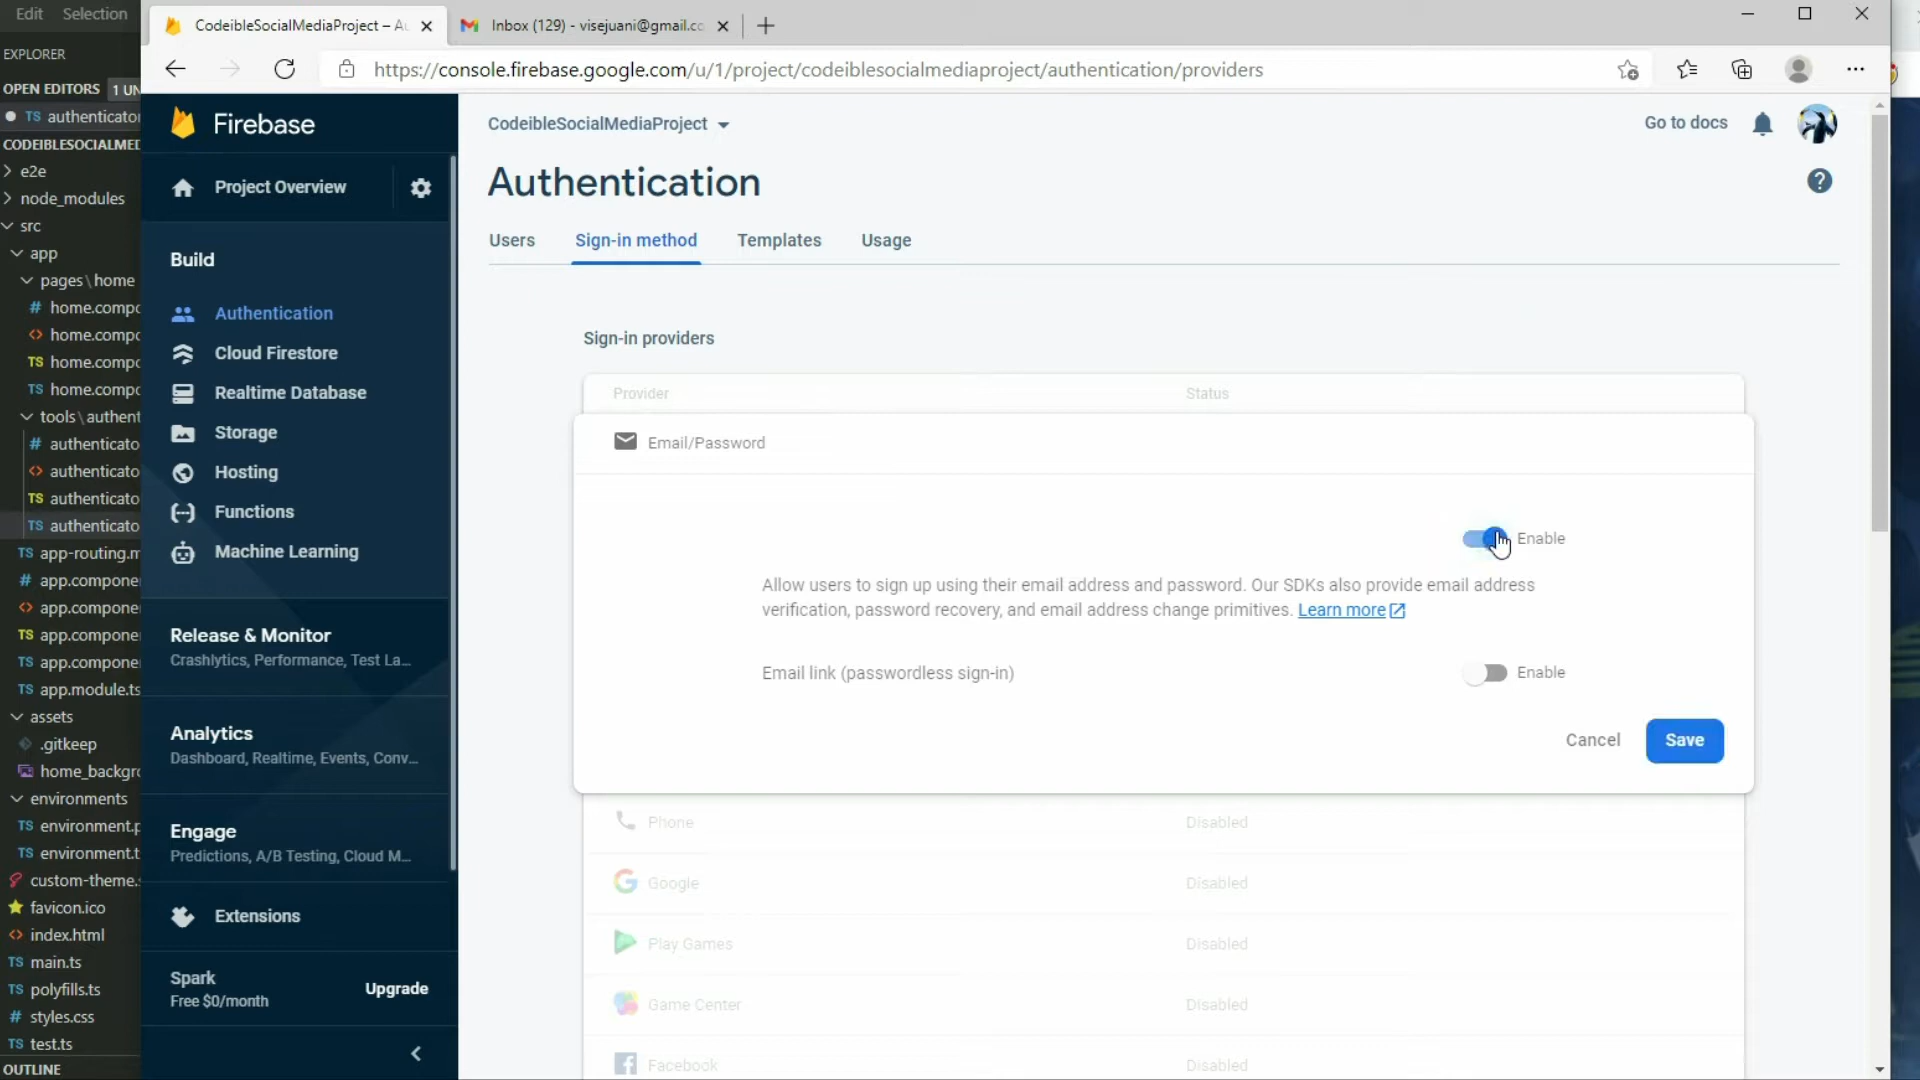 Edit Selection
EXPLORER
OPEN EDITORS 1 UN
TS authenticato
CODEIBLESOCIALMED
e2e
node_modules
src
app
pages\home
# home.compo
<> home.compo
TS home.compo
TS home.compo
tools\authent
# authenticato
<> authenticato
TS authenticato
TS authenticato
TS app-routing.m
# app.compone
<> app.compone
TS app.compone
TS app.compone
TS app.module.ts
assets
.gitkeep
home_backgro
environments
TS environment.p
TS environment.t
custom-theme.s
favicon.ico
<> index.html
TS main.ts
TS polyfills.ts
# styles.css
TS test.ts
OUTLINE
CodeibleSocialMediaProject – Au
Inbox (129) - visejuani@gmail.co
https://console.firebase.google.com/u/1/project/codeiblesocialmediaproject/authentication/providers
Firebase
Project Overview
Build
Authentication
Cloud Firestore
Realtime Database
Storage
Hosting
Functions
Machine Learning
Release & Monitor
Crashlytics, Performance, Test La...
Analytics
Dashboard, Realtime, Events, Conv...
Engage
Predictions, A/B Testing, Cloud M...
Extensions
Spark
Free $0/month
Upgrade
CodeibleSocialMediaProject
Go to docs
Authentication
Users Sign-in method Templates Usage
Sign-in providers
Provider Status
Email/Password
Enable
Allow users to sign up using their email address and password. Our SDKs also provide email address
verification, password recovery, and email address change primitives. Learn more
Email link (passwordless sign-in) Enable
Cancel Save
Phone Disabled
Google Disabled
Play Games Disabled
Game Center Disabled
Facebook Disabled